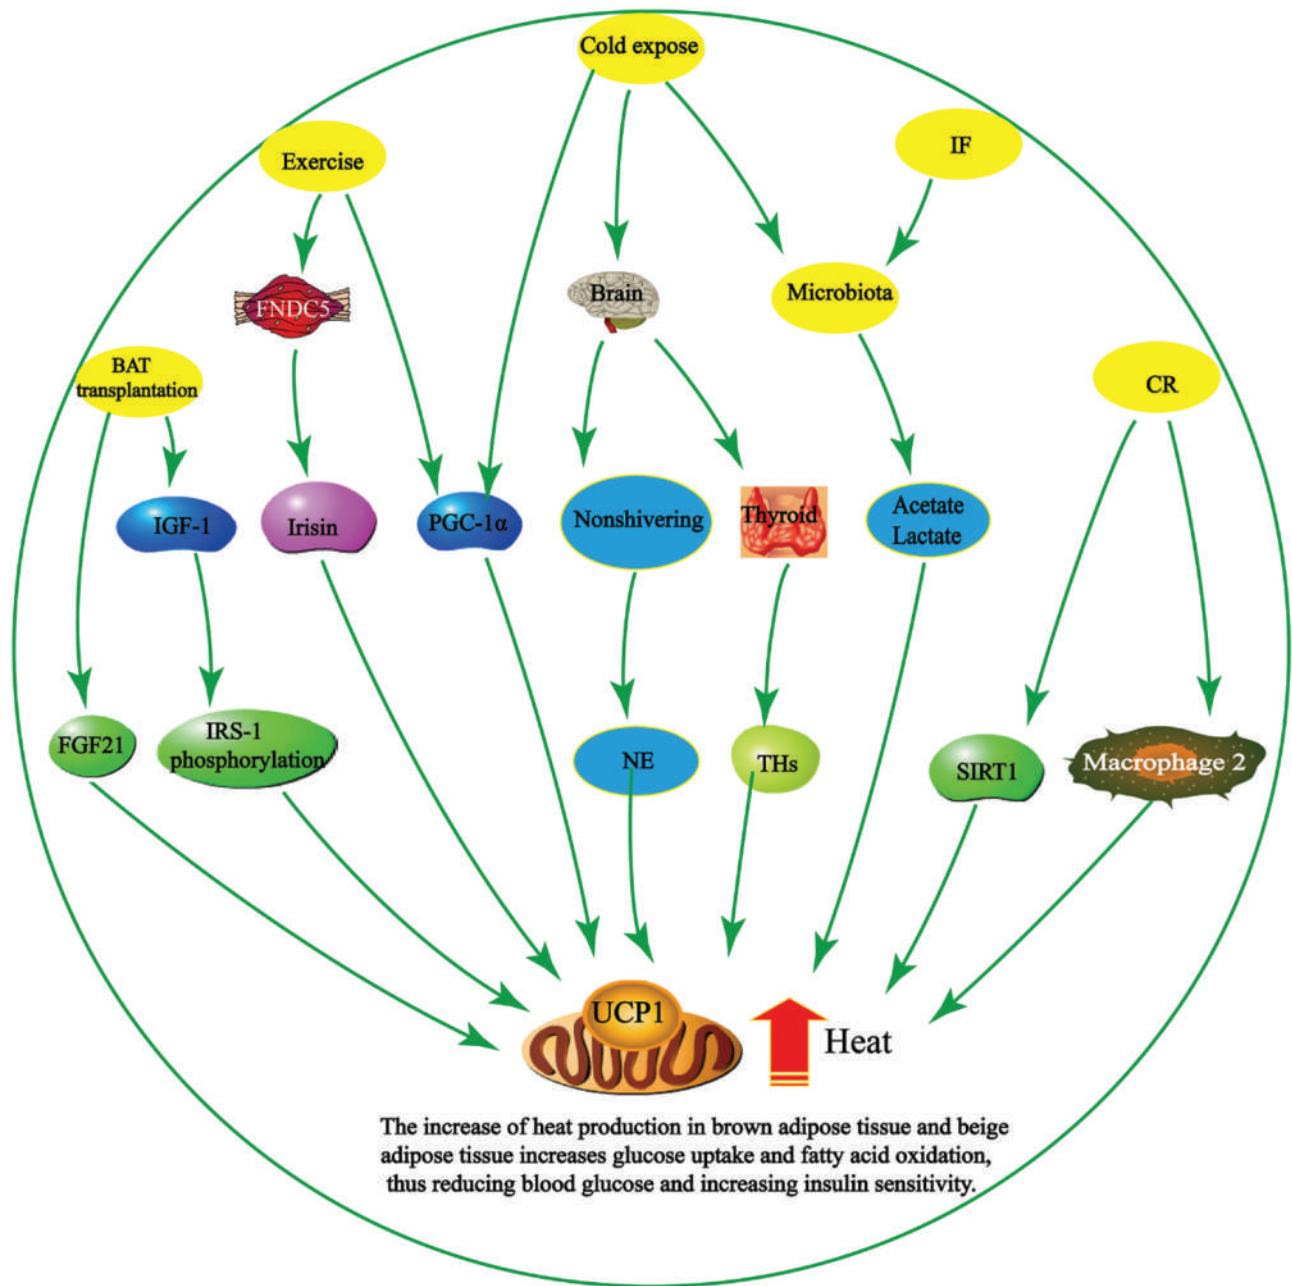 Cold expose
Exercise
IF
FNDC5
Brain
Microbiota
BAT
transplantation
CR
IGF-1
Irisin
PGC-1α
Nonshivering
Thyroid
Acetate
Lactate
FGF21
IRS-1
phosphorylation
NE
THs
SIRT1
Macrophage 2
UCP1
Heat
The increase of heat production in brown adipose tissue and beige
adipose tissue increases glucose uptake and fatty acid oxidation,
thus reducing blood glucose and increasing insulin sensitivity.